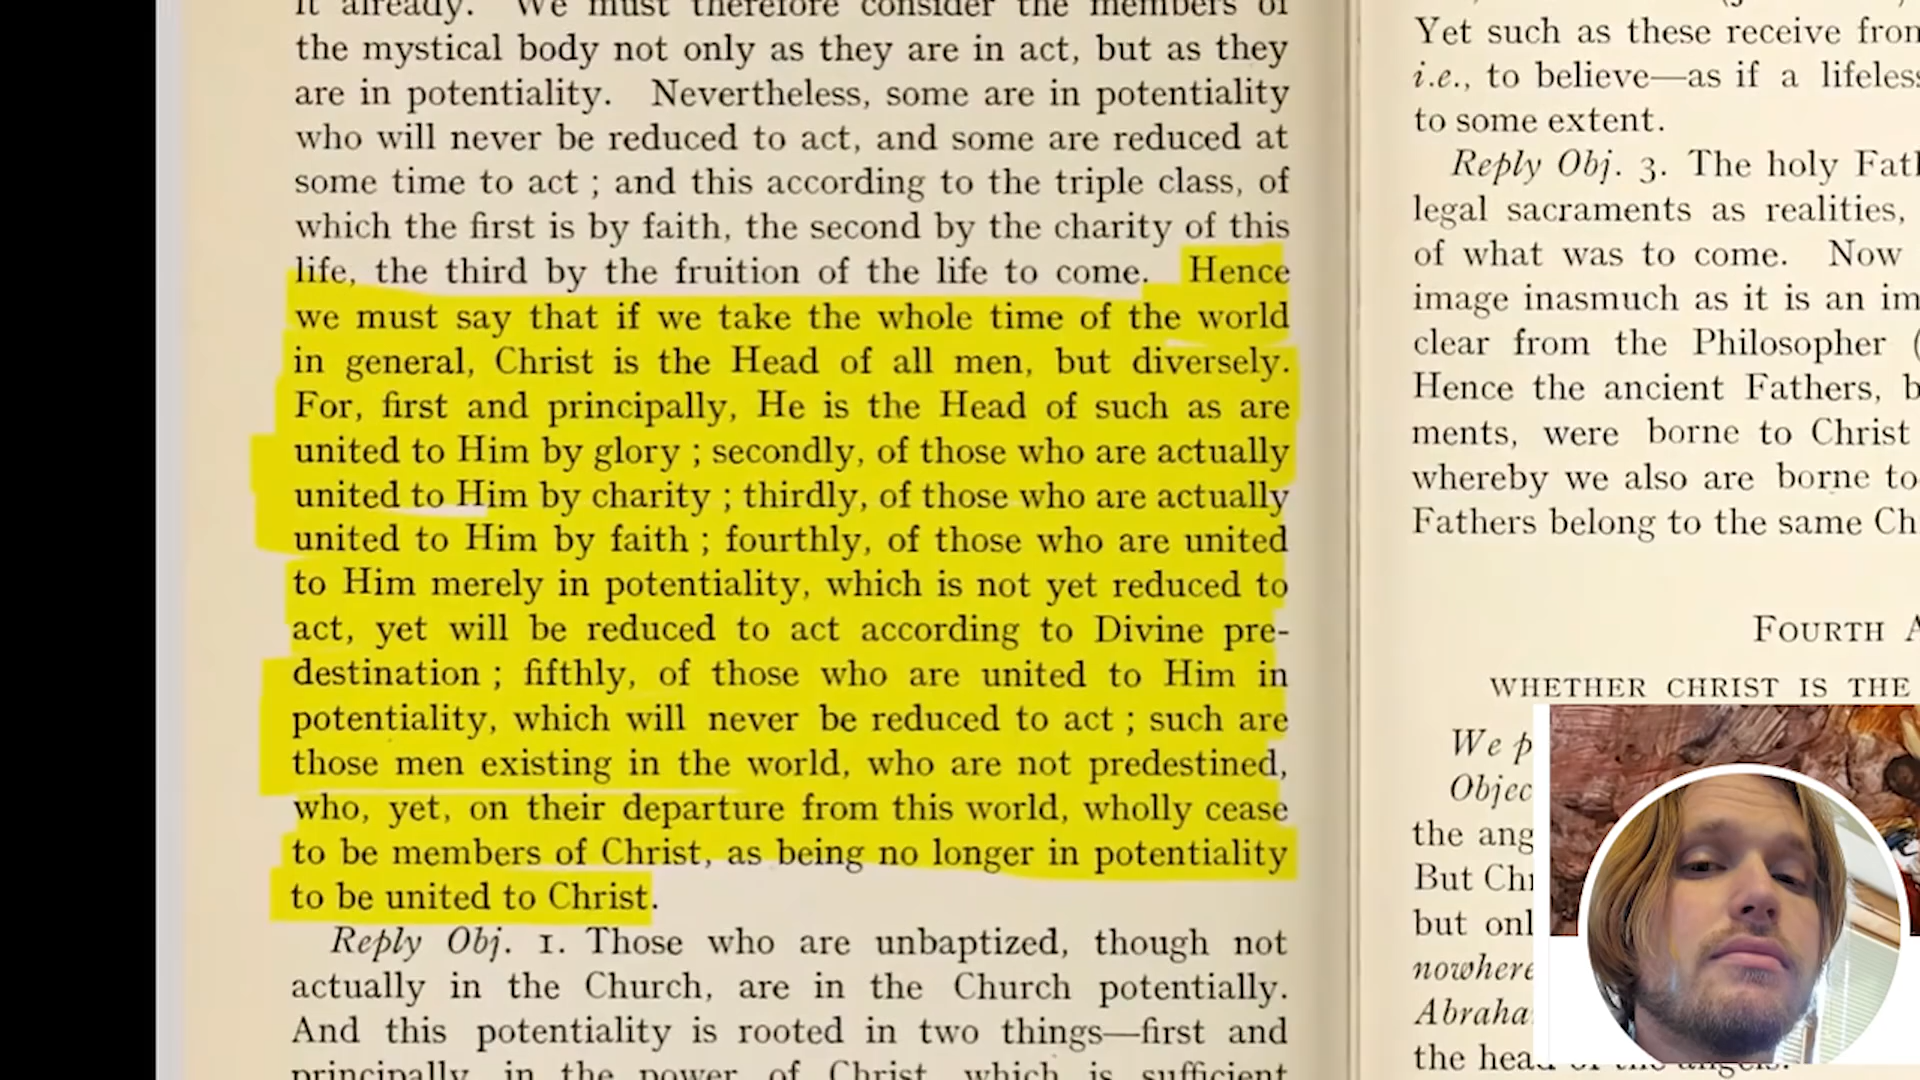 it already. We must therefore consider the members of
the mystical body not only as they are in act, but as they
are in potentiality. Nevertheless, some are in potentiality
who will never be reduced to act, and some are reduced at
some time to act ; and this according to the triple class, of
which the first is by faith, the second by the charity of this
life, the third by the fruition of the life to come. Hence
we must say that if we take the whole time of the world
in general, Christ is the Head of all men, but diversely.
For, first and principally, He is the Head of such as are
united to Him by glory ; secondly, of those who are actually
united to Him by charity ; thirdly, of those who are actually
united to Him by faith ; fourthly, of those who are united
to Him merely in potentiality, which is not yet reduced to
act, yet will be reduced to act according to Divine pre-
destination ; fifthly, of those who are united to Him in
potentiality, which will never be reduced to act ; such are
those men existing in the world, who are not predestined,
who, yet, on their departure from this world, wholly cease
to be members of Christ, as being no longer in potentiality
to be united to Christ.
Reply Obj. 1. Those who are unbaptized, though not
actually in the Church, are in the Church potentially.
And this potentiality is rooted in two things—first and
principally, in the power of Christ, which is sufficient
Yet such as these receive from
i.e., to believe—as if a lifeless
to some extent.
Reply Obj. 3. The holy Fath
legal sacraments as realities,
of what was to come. Now
image inasmuch as it is an im
clear from the Philosopher (
Hence the ancient Fathers, b
ments, were borne to Christ
whereby we also are borne to
Fathers belong to the same Ch
FOURTH A
WHETHER CHRIST IS THE
We p
Objec
the ang
But Chr
but onl
nowhere
Abraha
the head of the angels.